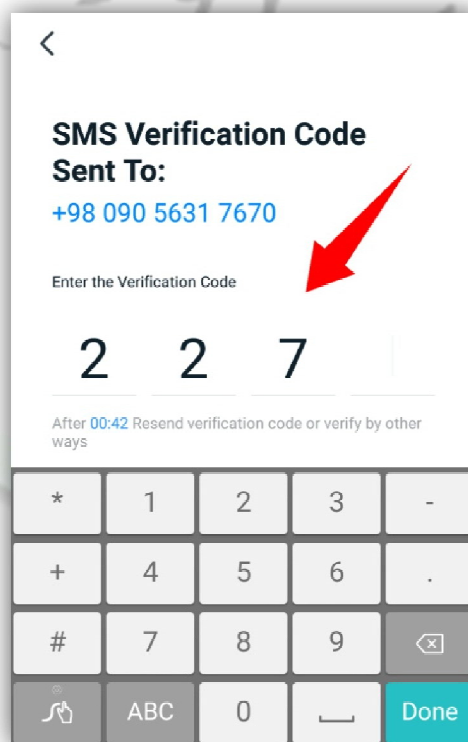 SMS Verification Code
Sent To:
+98 090 5631 7670
Enter the Verification Code
2 2 7
After 00:42 Resend verification code or verify by other
ways
* 1 2 3 -
+ 4 5 6 .
# 7 8 9
ABC 0 Done